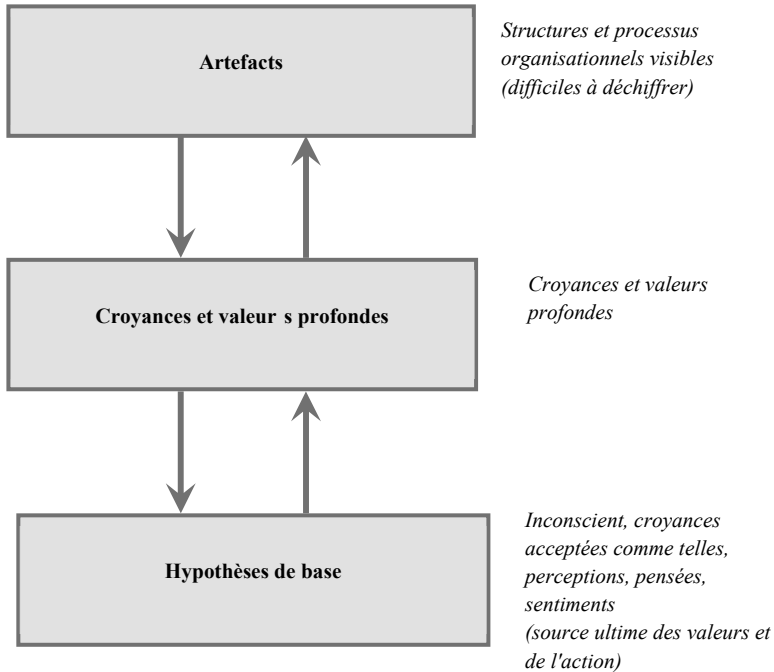 Artefacts
Structures et processus
organisationnels visibles
(difficiles à déchiffrer)
Croyances et valeur s profondes
Croyances et valeurs
profondes
Hypothèses de base
Inconscient, croyances
acceptées comme telles,
perceptions, pensées,
sentiments
(source ultime des valeurs et
de l'action)